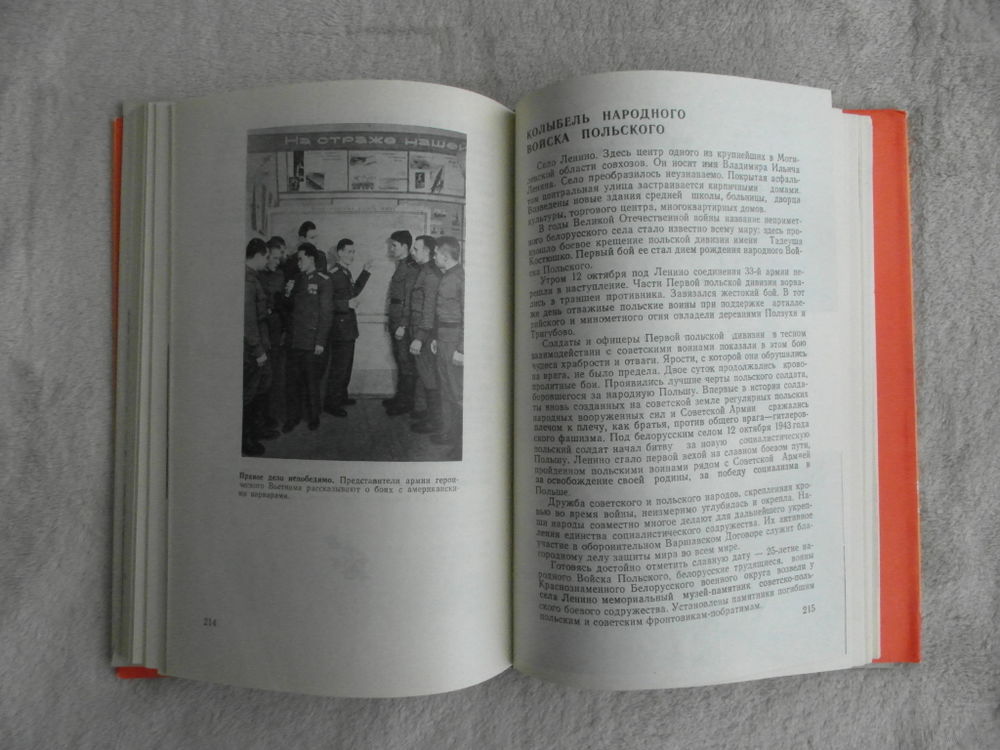 На страже нашей
Правое дело непобедимо. Представители армии герои-
ческого Вьетнама рассказывают о боях с американски-
ми варварами.
214
КОЛЫБЕЛЬ НАРОДНОГО
ВОЙСКА ПОЛЬСКОГО
Село Ленино. Здесь центр одного из крупнейших в Моги-
левской области совхозов. Он носит имя Владимира Ильича
Ленина. Село преобразилось неузнаваемо. Покрытая асфаль-
том центральная улица застраивается кирпичными домами.
Возведены новые здания средней школы, больницы, дворца
культуры, торгового центра, многоквартирных домов.
В годы Великой Отечественной войны название непримет-
ного белорусского села стало известно всему миру: здесь про-
изошло боевое крещение польской дивизии имени Тадеуша
Костюшко. Первый бой ее стал днем рождения народного Вой-
ска Польского.
Утром 12 октября под Ленино соединения 33-й армии пе-
решли в наступление. Части Первой польской дивизии ворва-
лись в траншеи противника. Завязался жестокий бой. В тот
же день отважные польские воины при поддержке артилле-
рийского и минометного огня овладели деревнями Ползухи и
Тригубово.
Солдаты и офицеры Первой польской дивизии в тесном
взаимодействии с советскими воинами показали в этом бою
чудеса храбрости и отваги. Ярости, с которой они обрушились
на врага, не было предела. Двое суток продолжались крово-
пролитные бои. Проявились лучшие черты польского солдата,
боровшегося за народную Польшу. Впервые в истории солда-
ты вновь созданных на советской земле регулярных польских
народных вооруженных сил и Советской Армии сражались
плечом к плечу, как братья, против общего врага—гитлеров-
ского фашизма. Под белорусским селом 12 октября 1943 года
польский солдат начал битву за новую социалистическую
Польшу. Ленино стало первой вехой на славном боевом пути,
пройденном польскими воинами рядом с Советской Армией
за освобождение своей родины, за победу социализма в
Польше.
Дружба советского и польского народов, скрепленная кро-
вью во время войны, неизмеримо углубилась и окрепла. На-
ши народы совместно многое делают для дальнейшего укреп-
ления единства социалистического содружества. Их активное
участие в оборонительном Варшавском Договоре служит бла-
городному делу защиты мира во всем мире.
Готовясь достойно отметить славную дату — 25-летие на-
родного Войска Польского, белорусские трудящиеся, воины
Краснознаменного Белорусского военного округа возвели у
села Ленино мемориальный музей-памятник советско-поль-
ского боевого содружества. Установлены памятники погибшим
польским и советским фронтовикам-побратимам.
215